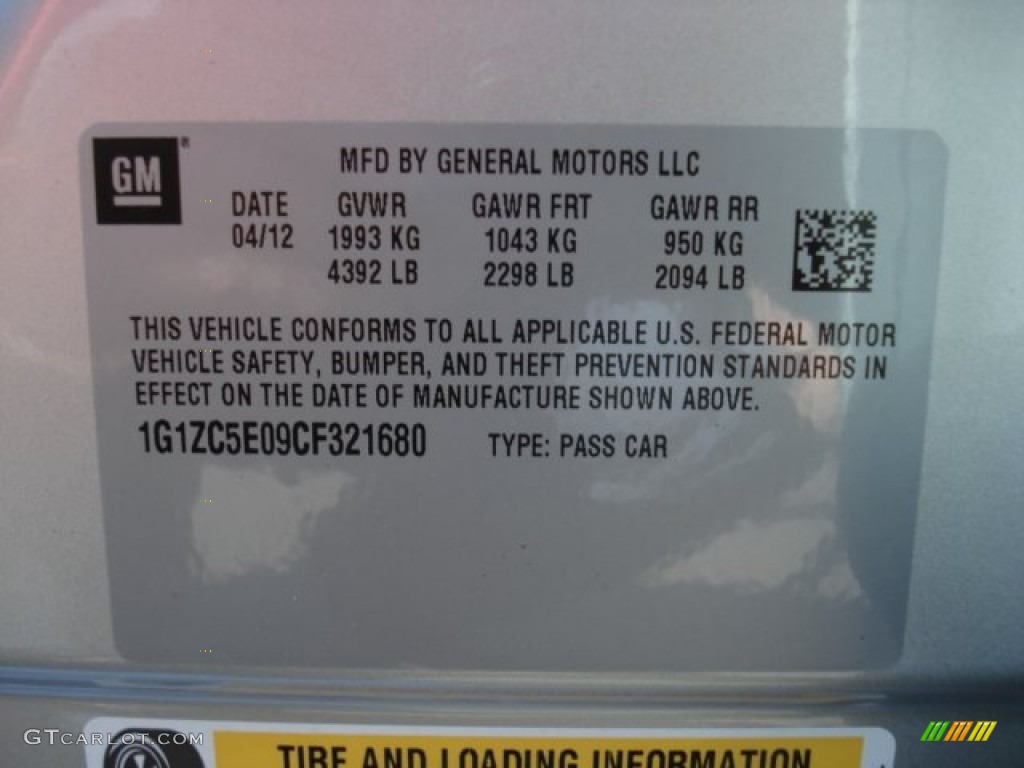 GM®
MFD BY GENERAL MOTORS LLC
DATE GVWR GAWR FRT GAWR RR
04/12 1993 KG 1043 KG 950 KG
4392 LB 2298 LB 2094 LB
THIS VEHICLE CONFORMS TO ALL APPLICABLE U.S. FEDERAL MOTOR
VEHICLE SAFETY, BUMPER, AND THEFT PREVENTION STANDARDS IN
EFFECT ON THE DATE OF MANUFACTURE SHOWN ABOVE.
1G1ZC5E09CF321680 TYPE: PASS CAR
GTcarlot.com
TIRE AND LOADING INFORMATION